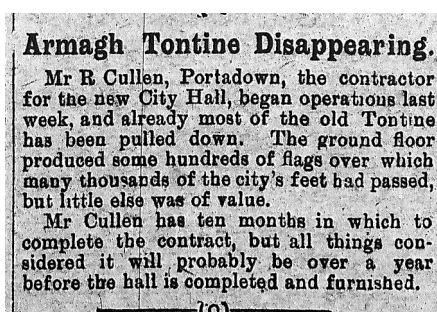 Armagh Tontine Disappearing.
Mr R Cullen, Portadown, the contractor
for the new City Hall, began operations last
week, and already most of the old Tontine
has been pulled down. The ground floor
produced some hundreds of flags over which
many thousands of the city's feet had passed,
but little else was of value.
Mr Cullen has ten months in which to
complete the contract, but all things con-
sidered it will probably be over a year
before the hall is completed and furnished.